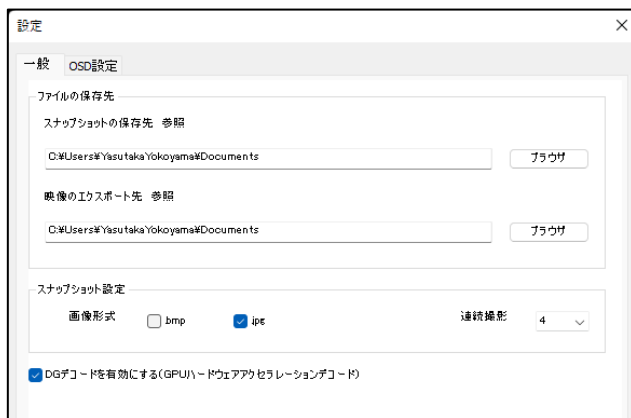 設定
一般 OSD設定
ファイルの保存先
スナップショットの保存先 参照
C:¥Users¥YasutakaYokoyama¥Documents ブラウザ
映像のエクスポート先 参照
C:¥Users¥YasutakaYokoyama¥Documents ブラウザ
スナップショット設定
画像形式 bmp jpg 連続撮影 4
DGデコードを有効にする(GPUハードウェアアクセラレーションデコード)